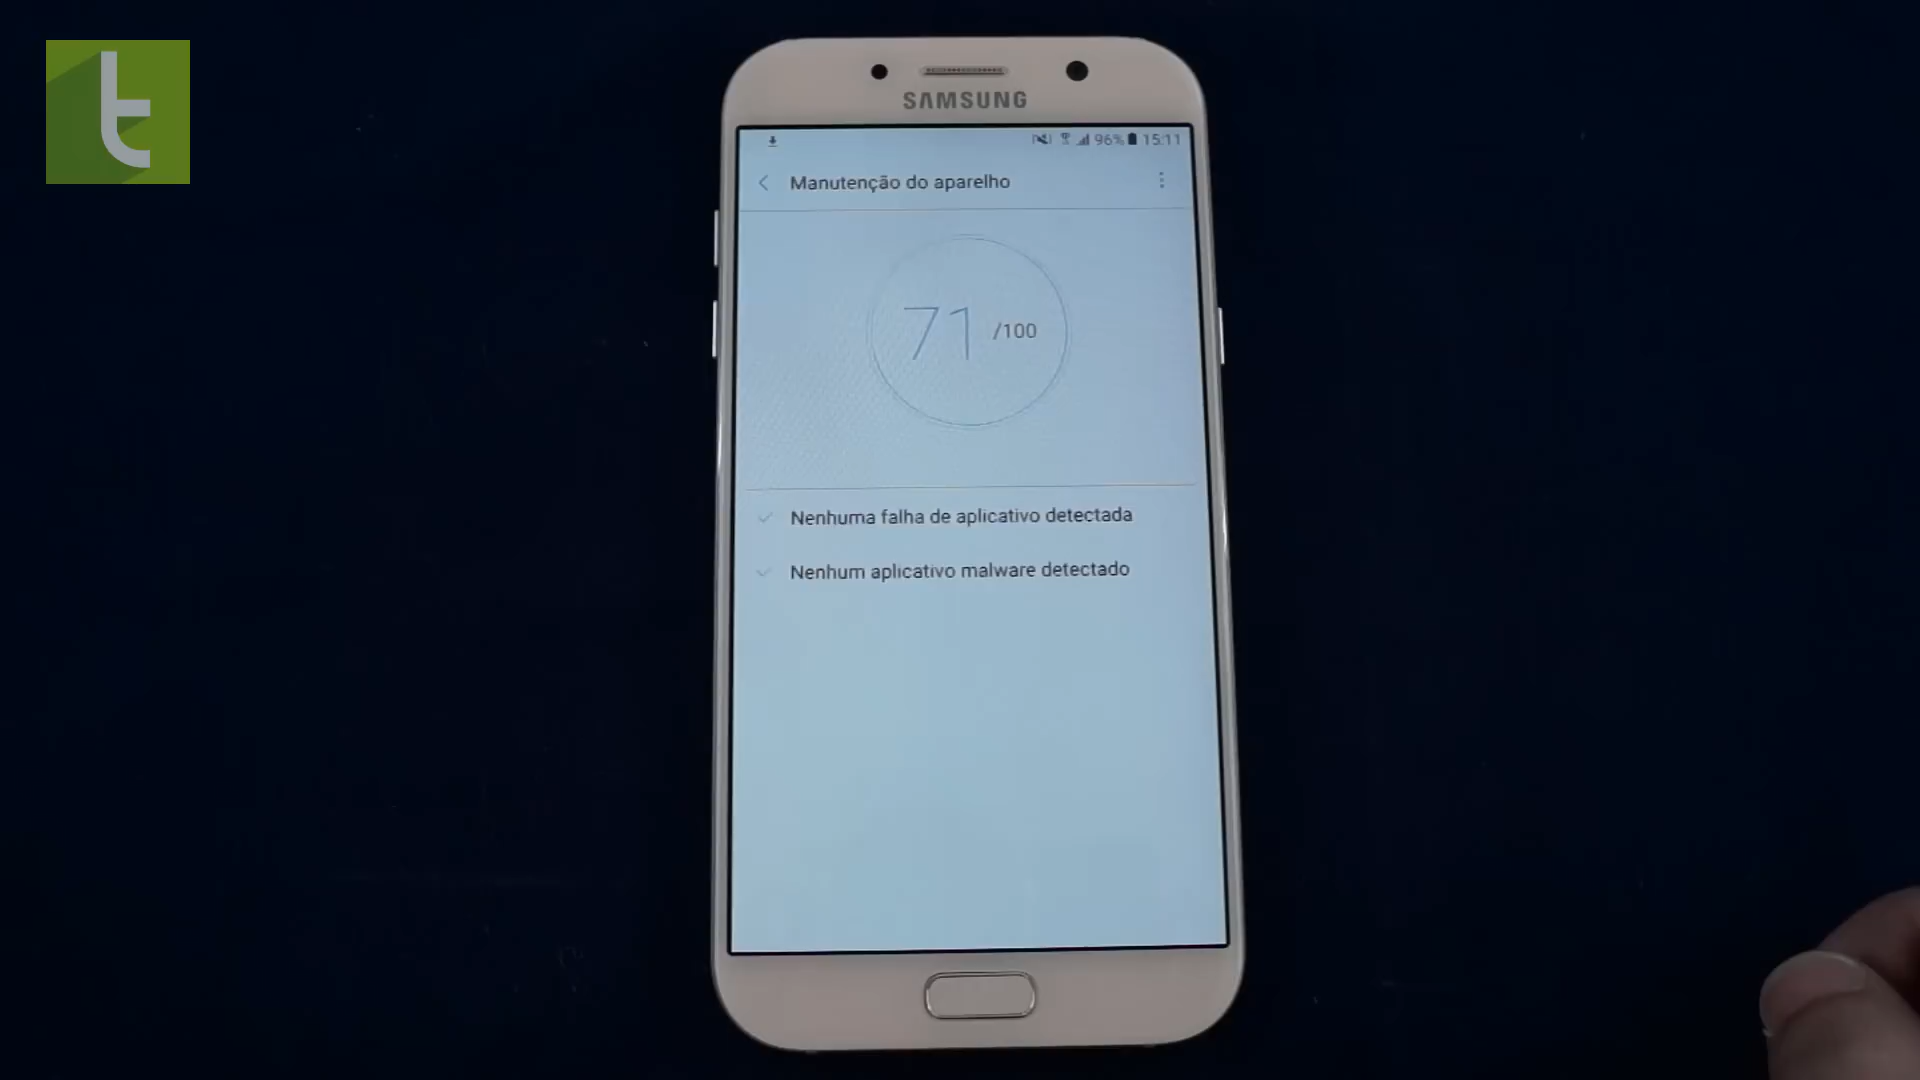 t
SAMSUNG
96% 15:11
Manutenção do aparelho
71 /100
Nenhuma falha de aplicativo detectada
Nenhum aplicativo malware detectado